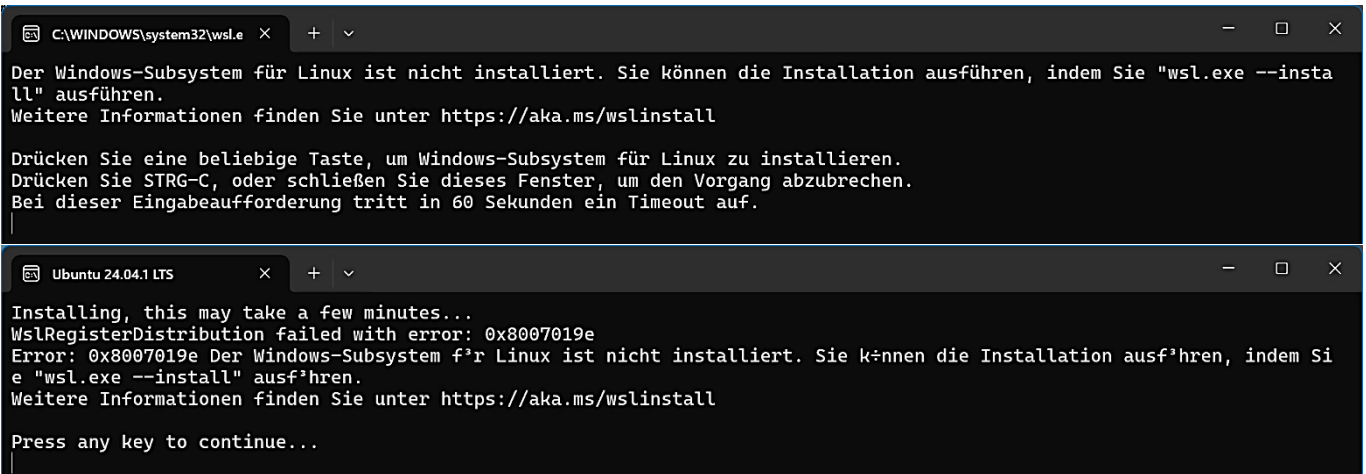 C:\WINDOWS\system32\wsl.e
Der Windows-Subsystem für Linux ist nicht installiert. Sie können die Installation ausführen, indem Sie "wsl.exe --insta
ll" ausführen.
Weitere Informationen finden Sie unter https://aka.ms/wslinstall
Drücken Sie eine beliebige Taste, um Windows-Subsystem für Linux zu installieren.
Drücken Sie STRG-C, oder schließen Sie dieses Fenster, um den Vorgang abzubrechen.
Bei dieser Eingabeaufforderung tritt in 60 Sekunden ein Timeout auf.
Ubuntu 24.04.1 LTS
Installing, this may take a few minutes...
WslRegisterDistribution failed with error: 0x8007019e
Error: 0x8007019e Der Windows-Subsystem f³r Linux ist nicht installiert. Sie k÷nnen die Installation ausf³hren, indem Si
e "wsl.exe --install" ausf³hren.
Weitere Informationen finden Sie unter https://aka.ms/wslinstall
Press any key to continue...